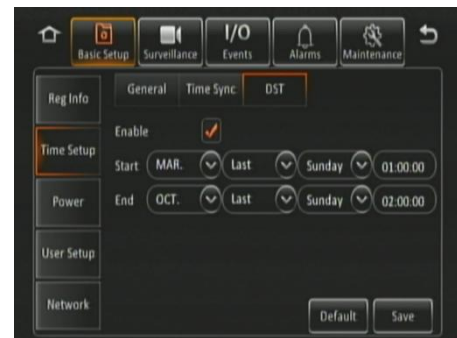 Basic Setup
Surveillance
I/O
Events
Alarms
Maintenance
Reg Info
General Time Sync DST
Enable
Time Setup
Start MAR. Last Sunday 01:00:00
Power
End OCT. Last Sunday 02:00:00
User Setup
Network
Default Save